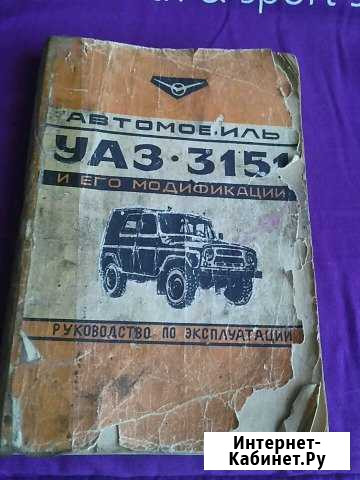 АВТОМОБИЛЬ
УАЗ·3151
И ЕГО МОДИФИКАЦИИ
РУКОВОДСТВО ПО ЭКСПЛУАТАЦИИ
Интернет-
Кабинет.Ру